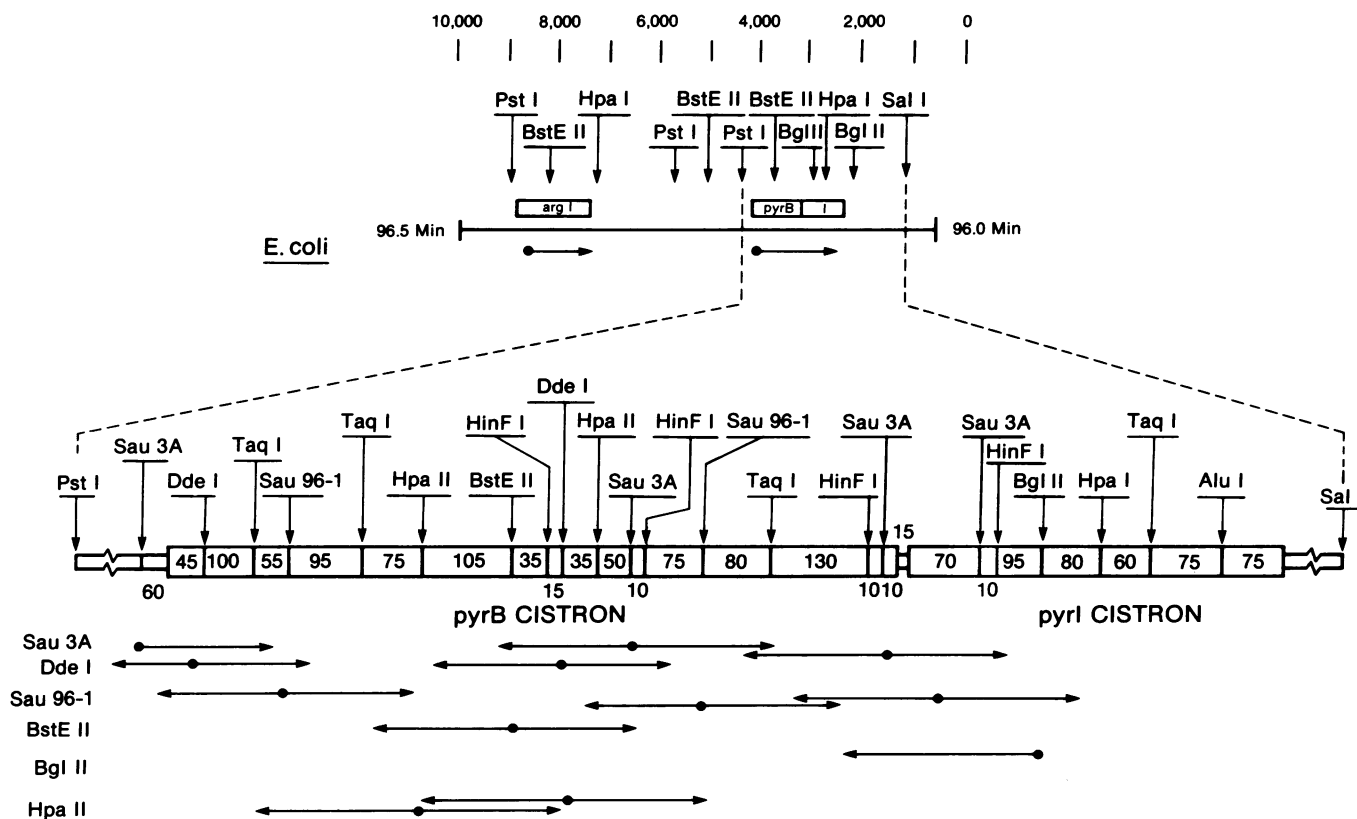 10,000 8,000 6,000 4,000 2,000 0
Pst I Hpa I BstE II BstE II Hpa I Sal I
BstE II Pst I Pst I BgIII Bgl II
arg I pyrB I
96.5 Min 96.0 Min
E. coli
Dde I
Taq I HinF I Hpa II HinF I Sau 96-1 Sau 3A Sau 3A Taq I
Sau 3A Taq I HinF I
Pst I Dde I Sau 96-1 Hpa II BstE II Sau 3A Taq I HinF I Bgl II Hpa I Alu I Sal I
15
45 100 55 95 75 105 35 35 50 75 80 130 70 95 80 60 75 75
60 15 10 10 10 10
pyrB CISTRON pyrI CISTRON
Sau 3A
Dde I
Sau 96-1
BstE II
Bgl II
Hpa II